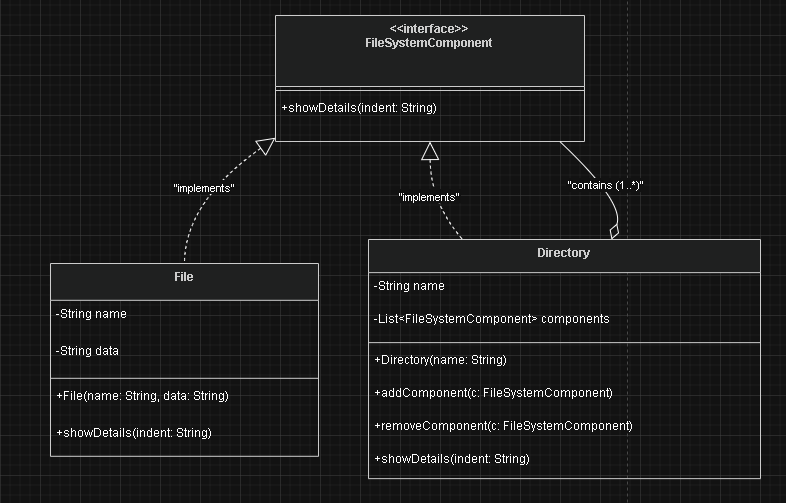 <<interface>>
FileSystemComponent
+showDetails(indent: String)
"implements"
"implements"
"contains (1..*)"
File
-String name
-String data
+File(name: String, data: String)
+showDetails(indent: String)
Directory
-String name
-List<FileSystemComponent> components
+Directory(name: String)
+addComponent(c: FileSystemComponent)
+removeComponent(c: FileSystemComponent)
+showDetails(indent: String)